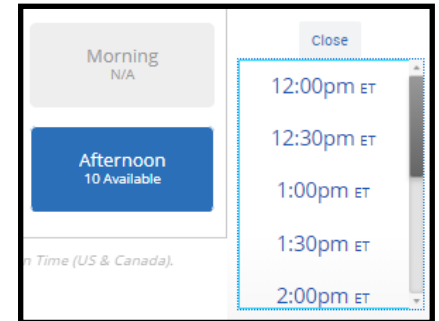 Morning
N/A
Afternoon
10 Available
n Time (US & Canada).
Close
12:00pm ET
12:30pm ET
1:00pm ET
1:30pm ET
2:00pm ET